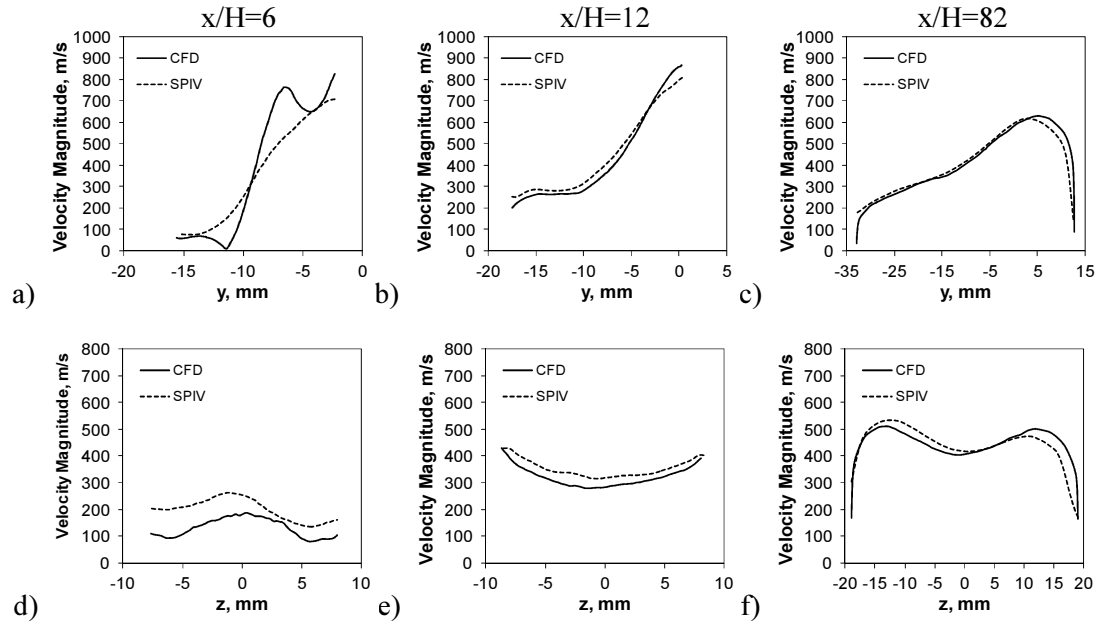 x/H=6 x/H=12 x/H=82
1000
900
800
700
600
500
400
300
200
100
0
Velocity Magnitude, m/s
CFD
SPIV
-20 -15 -10 -5 0
y, mm
a)
1000
900
800
700
600
500
400
300
200
100
0
Velocity Magnitude, m/s
CFD
SPIV
-20 -15 -10 -5 0 5
y, mm
b)
1000
900
800
700
600
500
400
300
200
100
0
Velocity Magnitude, m/s
CFD
SPIV
-35 -25 -15 -5 5 15
y, mm
c)
800
700
600
500
400
300
200
100
0
Velocity Magnitude, m/s
CFD
SPIV
-10 -5 0 5 10
z, mm
d)
800
700
600
500
400
300
200
100
0
Velocity Magnitude, m/s
CFD
SPIV
-10 -5 0 5 10
z, mm
e)
800
700
600
500
400
300
200
100
0
Velocity Magnitude, m/s
CFD
SPIV
-20 -15 -10 -5 0 5 10 15 20
z, mm
f)